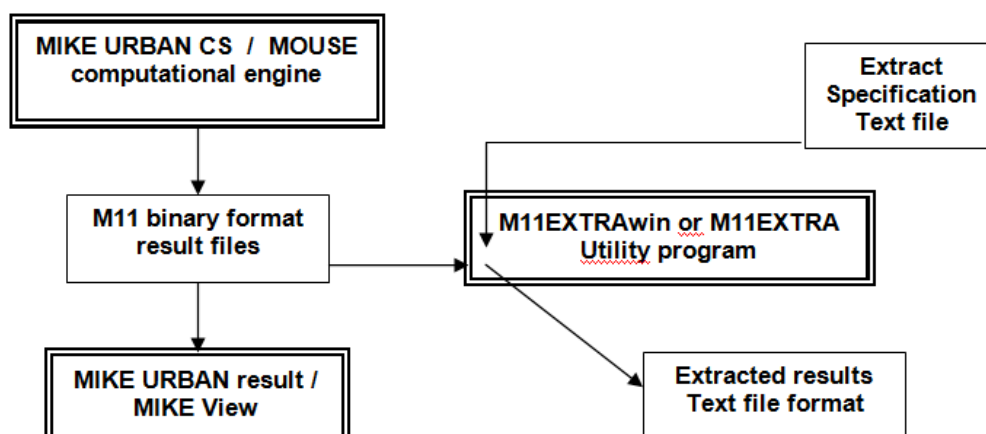 MIKE URBAN CS / MOUSE
computational engine
Extract
Specification
Text file
M11 binary format
result files
M11EXTRAwin or M11EXTRA
Utility program
MIKE URBAN result /
MIKE View
Extracted results
Text file format